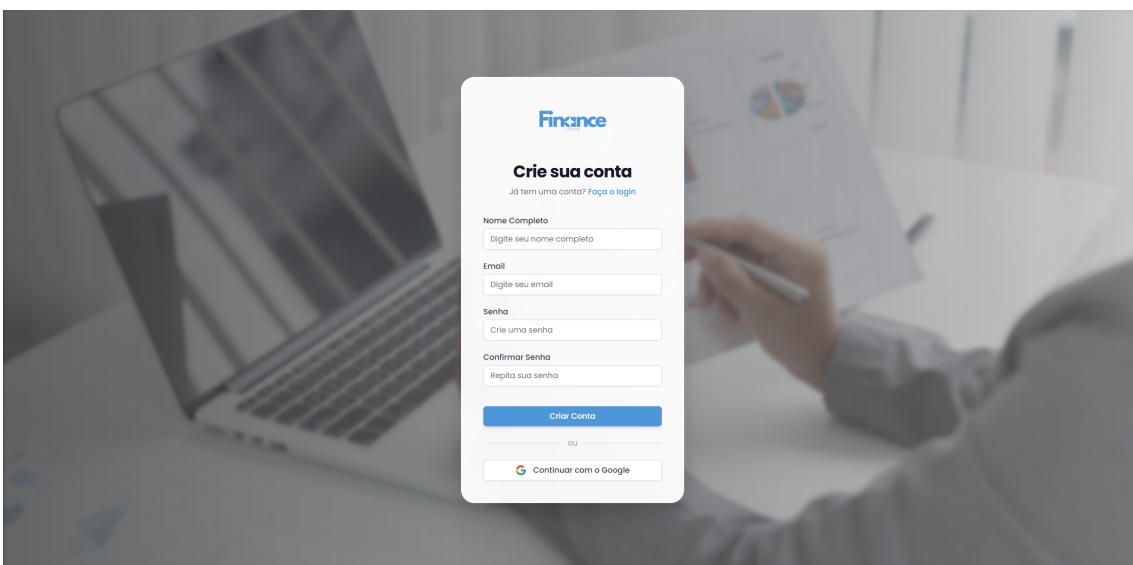 Finance
Crie sua conta
Já tem uma conta? Faça o login
Nome Completo
Digite seu nome completo
Email
Digite seu email
Senha
Crie uma senha
Confirmar Senha
Repita sua senha
Criar Conta
ou
Continuar com o Google